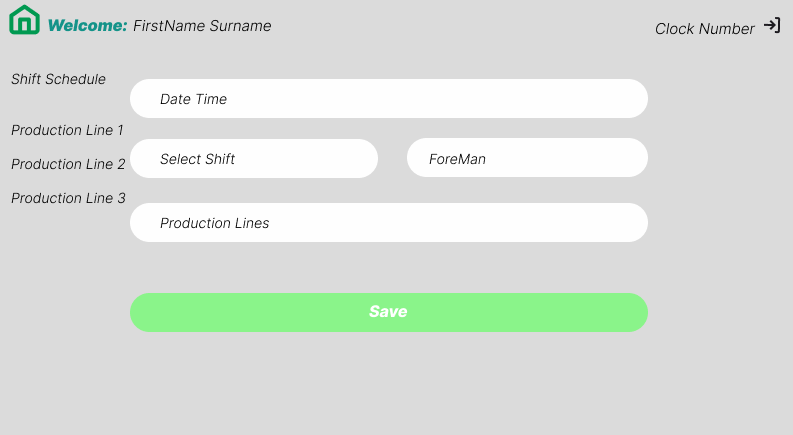 Welcome: FirstName Surname
Clock Number
Shift Schedule
Production Line 1
Production Line 2
Production Line 3
Date Time
Select Shift
ForeMan
Production Lines
Save